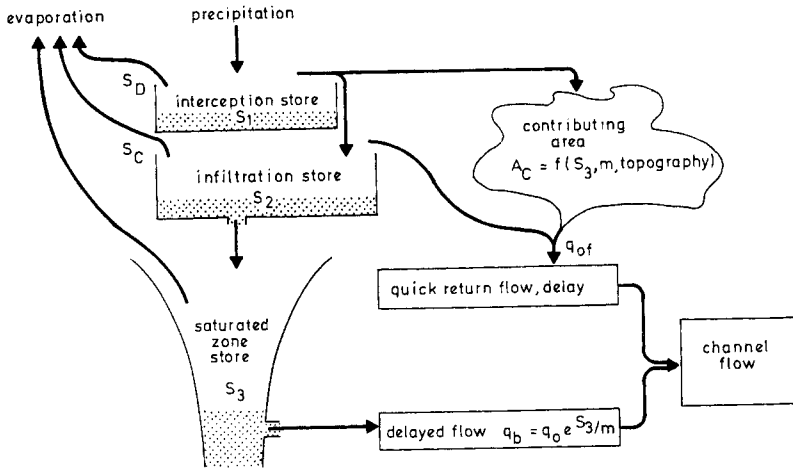 evaporation
precipitation
S_D
interception store
S_1
contributing
area
A_C = f(S_3, m, topography)
S_C
infiltration store
S_2
q_of
quick return flow, delay
saturated
zone
store
channel
flow
S_3
delayed flow q_b = q_o e^{S_3/m}